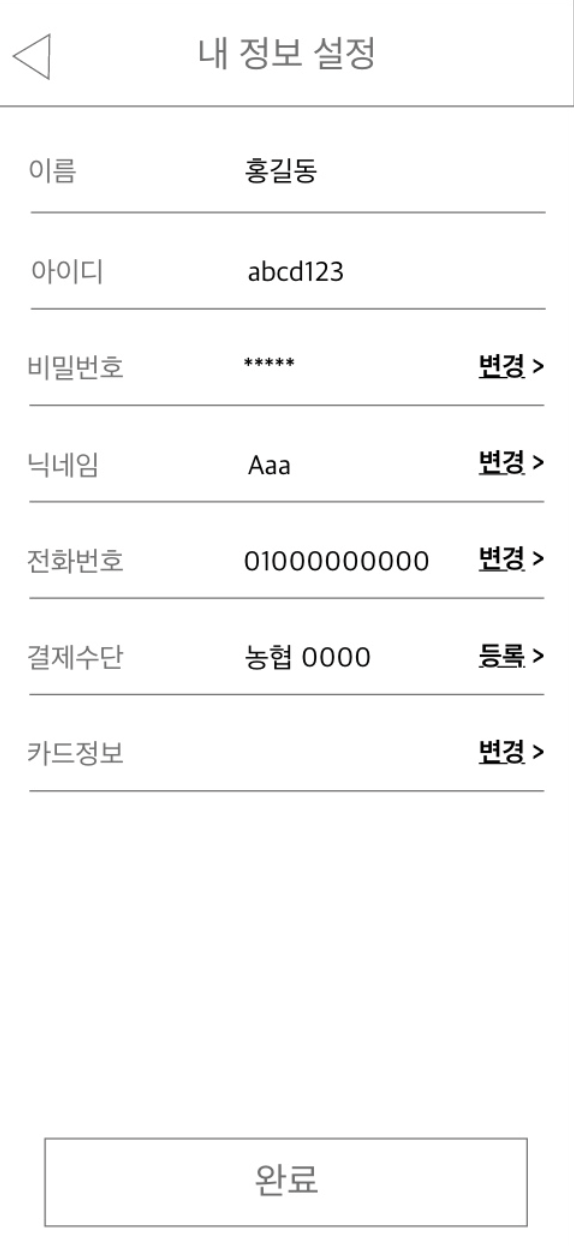 내 정보 설정
이름 홍길동
아이디 abcd123
비밀번호 ***** 변경 >
닉네임 Aaa 변경 >
전화번호 01000000000 변경 >
결제수단 농협 0000 등록 >
카드정보 변경 >
완료